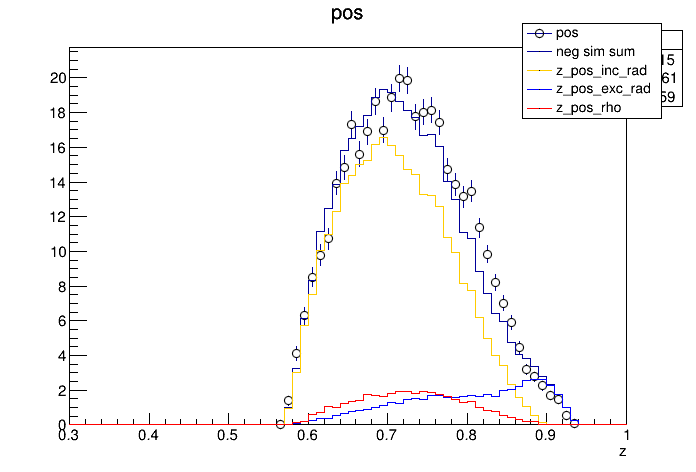 pos
pos
neg sim sum
z_pos_inc_rad
z_pos_exc_rad
z_pos_rho
15
61
59
20
18
16
14
12
10
8
6
4
2
0
0.3 0.4 0.5 0.6 0.7 0.8 0.9 1
z